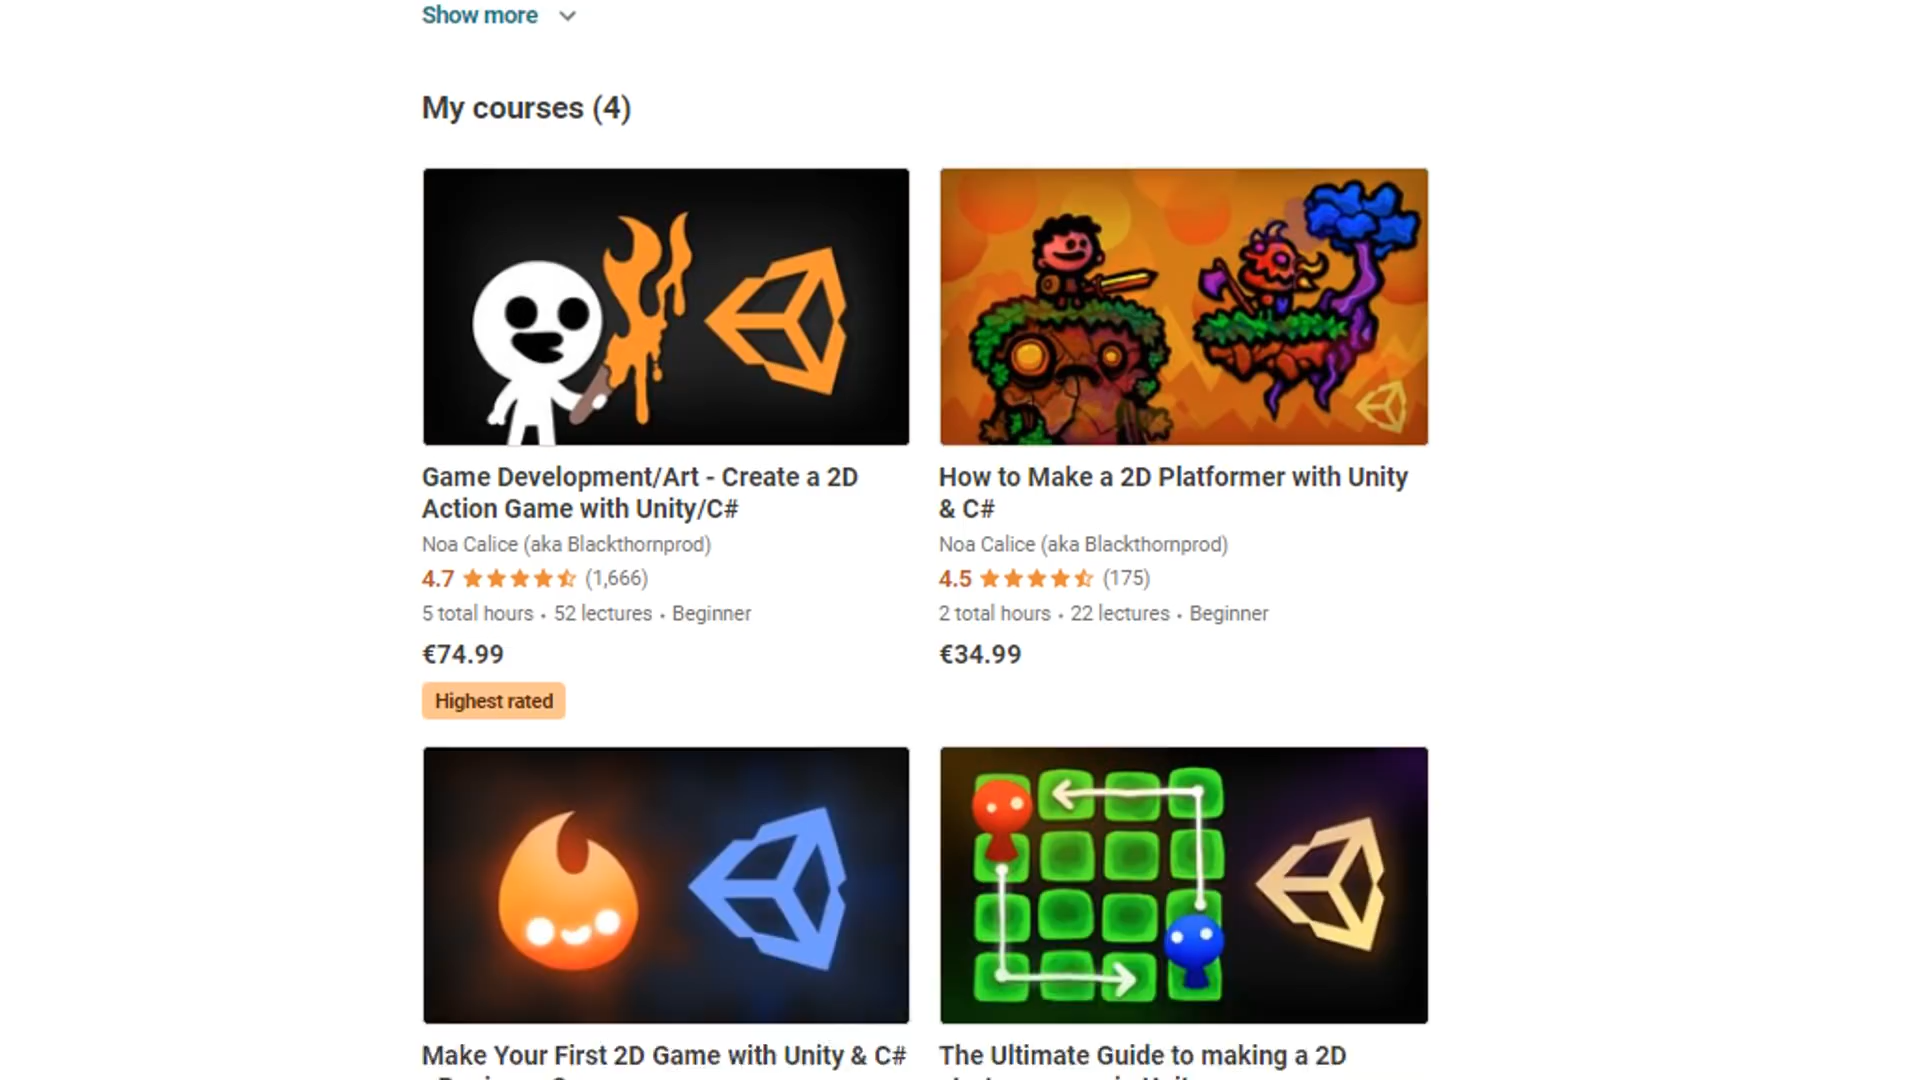 Show more
My courses (4)
Game Development/Art - Create a 2D
Action Game with Unity/C#
Noa Calice (aka Blackthornprod)
4.7 (1,666)
5 total hours • 52 lectures • Beginner
€74.99
Highest rated
How to Make a 2D Platformer with Unity
& C#
Noa Calice (aka Blackthornprod)
4.5 (175)
2 total hours • 22 lectures • Beginner
€34.99
Make Your First 2D Game with Unity & C#
The Ultimate Guide to making a 2D